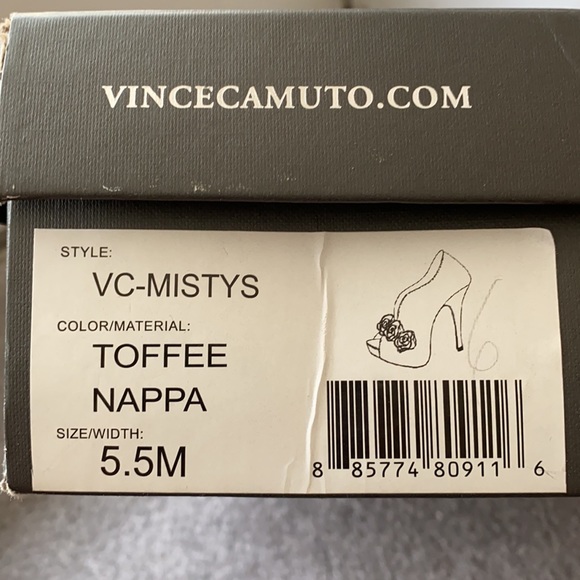 VINCECAMUTO.COM
STYLE:
VC-MISTYS
COLOR/MATERIAL:
TOFFEE
NAPPA
SIZE/WIDTH:
5.5M
6
8 85774 80911 6